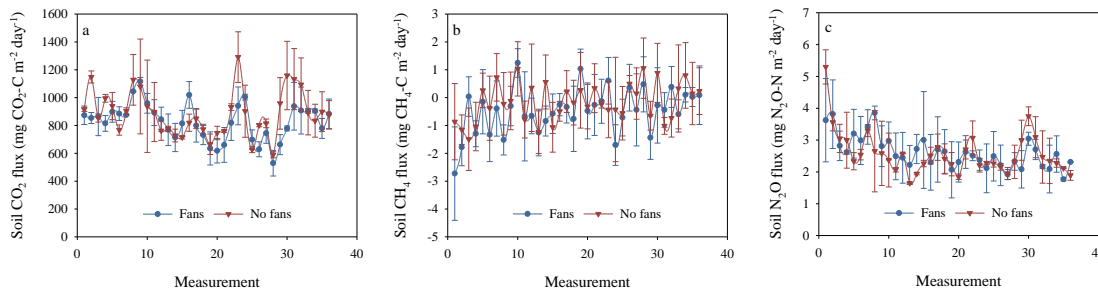 a
Soil CO2 flux (mg CO2-C m-2 day-1)
1600
1400
1200
1000
800
600
400
200
0
0
10
20
30
40
Fans
No fans
Measurement
b
Soil CH4 flux (mg CH4-C m-2 day-1)
3
2
1
0
-1
-2
-3
-4
-5
0
10
20
30
40
Fans
No fans
Measurement
c
Soil N2O flux (mg N2O-N m-2 day-1)
7
6
5
4
3
2
1
0
0
10
20
30
40
Fans
No fans
Measurement